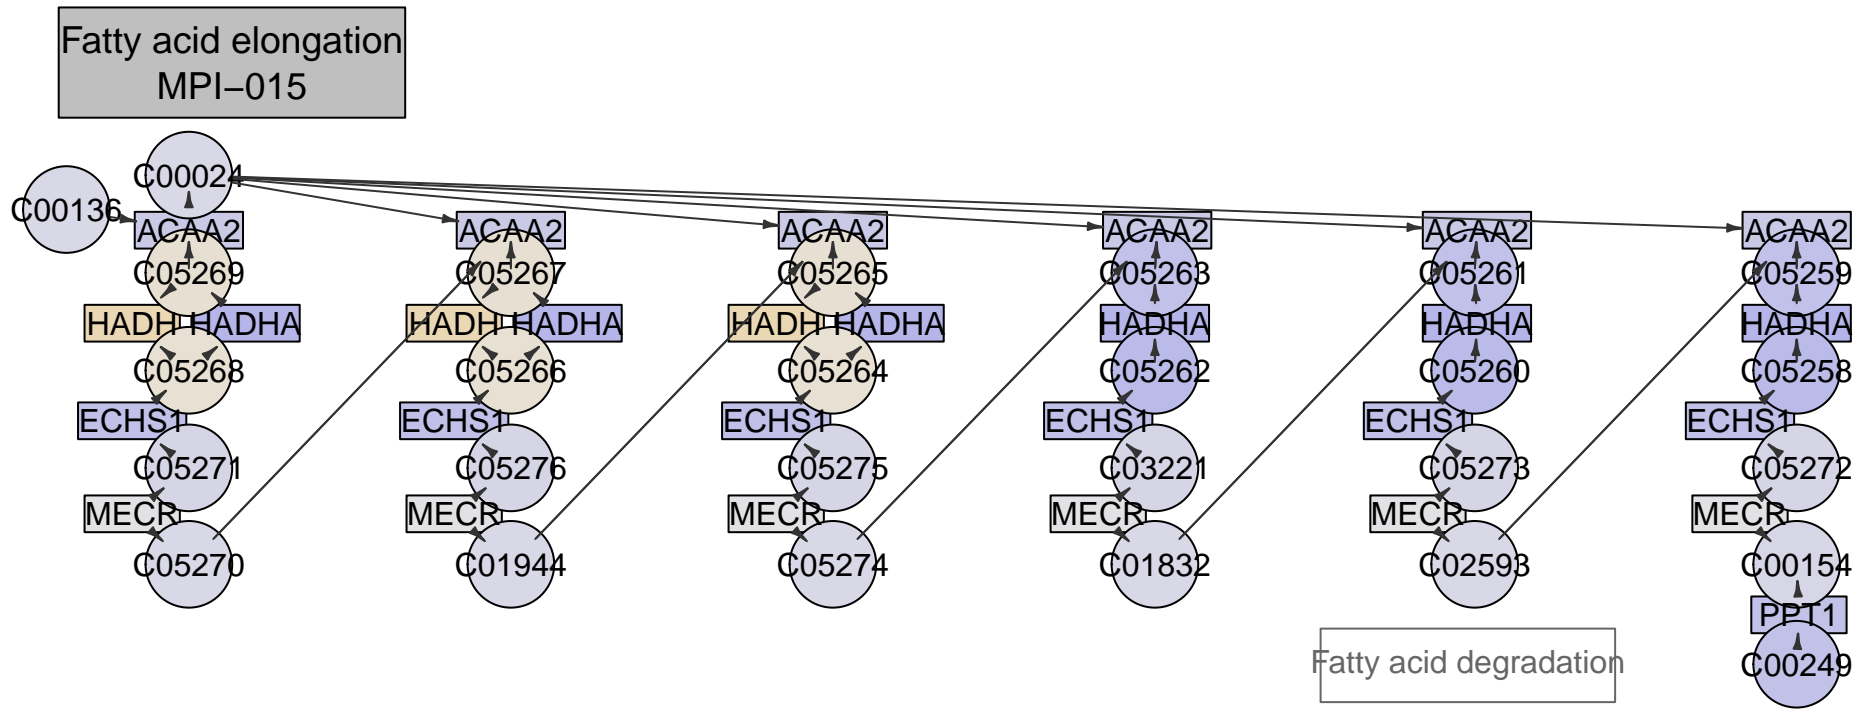 Fatty acid elongation
MPI−015
C00024
C00136
ACAA2 ACAA2 ACAA2 ACAA2 ACAA2 ACAA2
C05269 C05267 C05265 C05263 C05261 C05259
HADH HADHA HADH HADHA HADH HADHA HADHA HADHA HADHA
C05268 C05266 C05264 C05262 C05260 C05258
ECHS1 ECHS1 ECHS1 ECHS1 ECHS1 ECHS1
C05271 C05276 C05275 C03221 C05273 C05272
MECR MECR MECR MECR MECR MECR
C05270 C01944 C05274 C01832 C02593 C00154
PPT1
Fatty acid degradation C00249